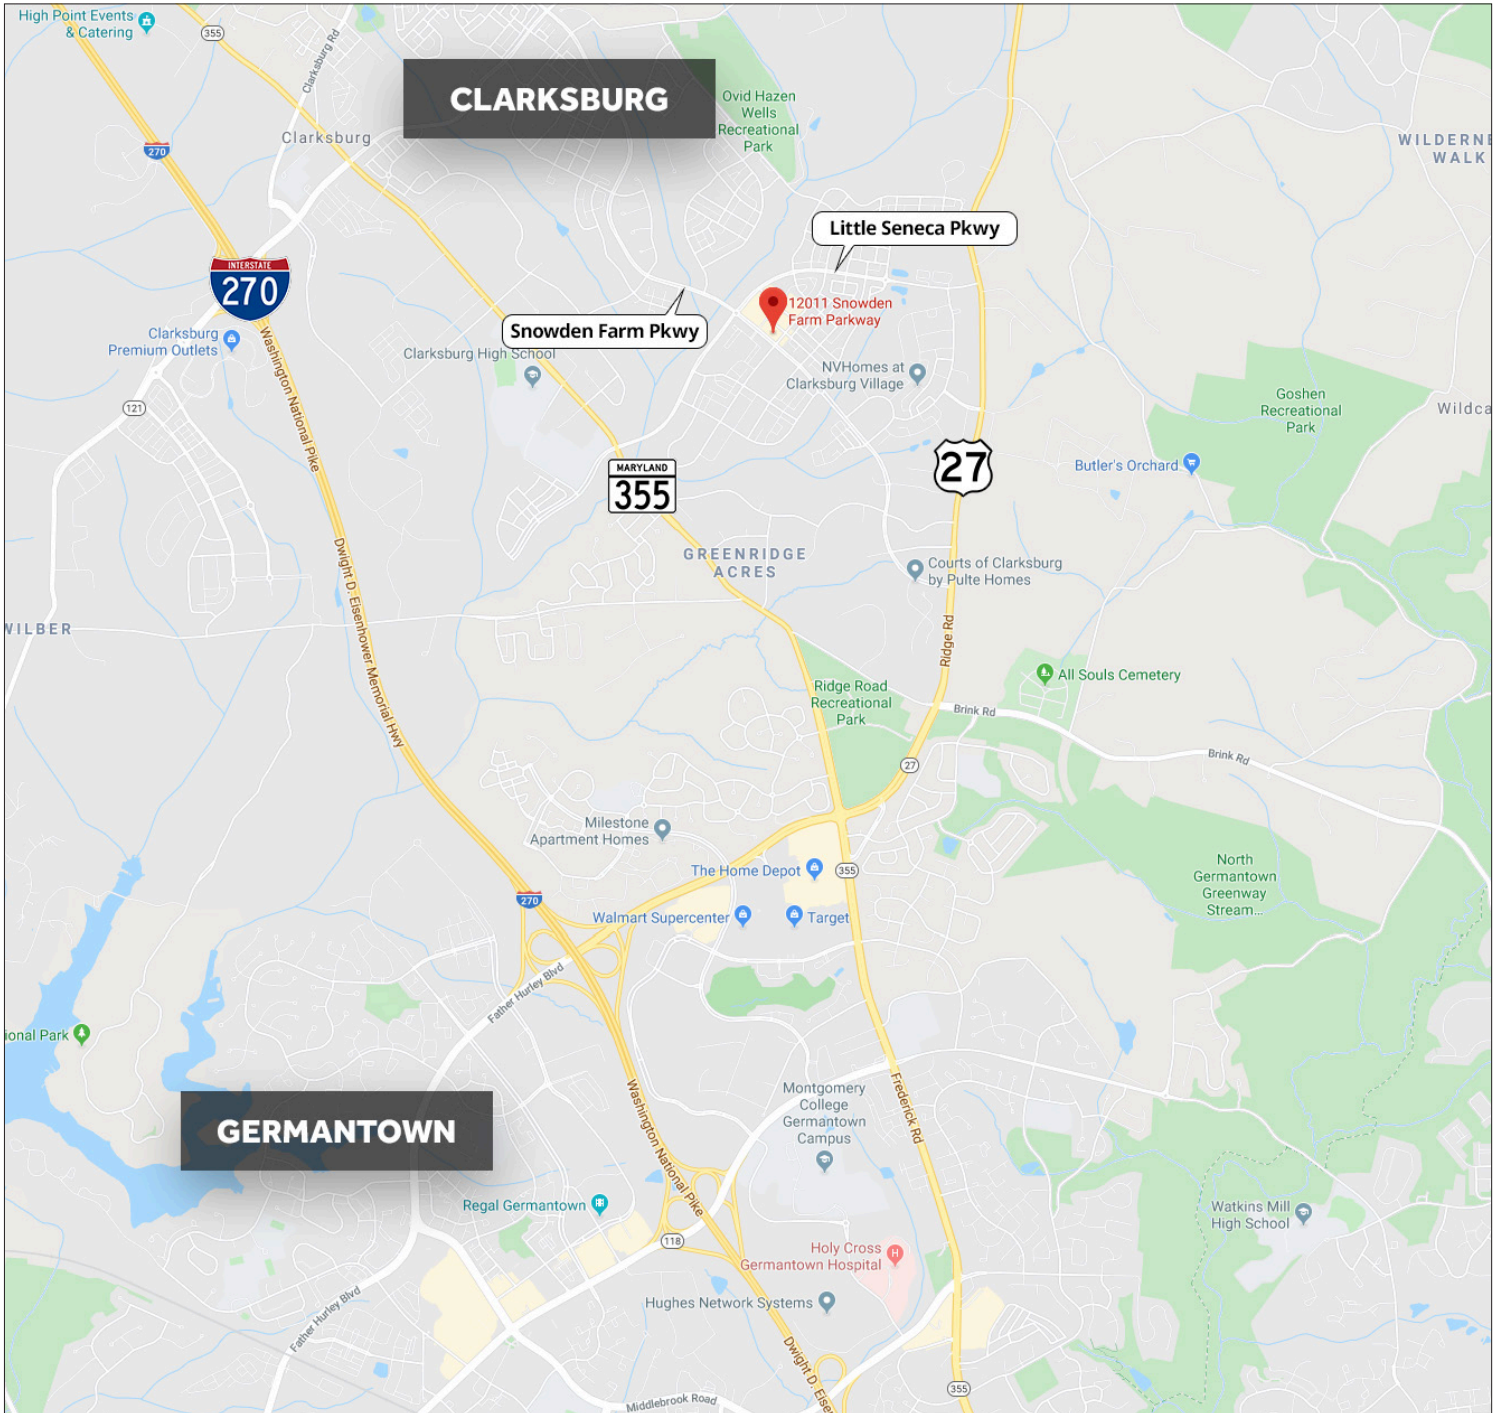 High Point Events
& Catering
355
Clarksburg Rd
CLARKSBURG
Ovid Hazen
Wells
Recreational
Park
Clarksburg
270
WILDERNE
WALK
Little Seneca Pkwy
INTERSTATE
270
12011 Snowden
Farm Parkway
Snowden Farm Pkwy
Clarksburg
Premium Outlets
Clarksburg High School
NVHomes at
Clarksburg Village
Washington National Pike
121
Goshen
Recreational
Park
Wildca
27
Butler's Orchard
MARYLAND
355
GREENRIDGE
ACRES
Courts of Clarksburg
by Pulte Homes
Dwight D. Eisenhower Memorial Hwy
WILBER
Ridge Rd
All Souls Cemetery
Ridge Road
Recreational
Park
Brink Rd
Brink Rd
27
Milestone
Apartment Homes
The Home Depot
355
North
Germantown
Greenway
Stream...
270
Walmart Supercenter
Target
Father Hurley Blvd
ional Park
Washington National Pike
Frederick Rd
Montgomery
College
Germantown
Campus
GERMANTOWN
Regal Germantown
Watkins Mill
High School
118
Holy Cross
Germantown Hospital
H
Hughes Network Systems
Father Hurley Blvd
Dwight D. Eise
355
Middlebrook Road